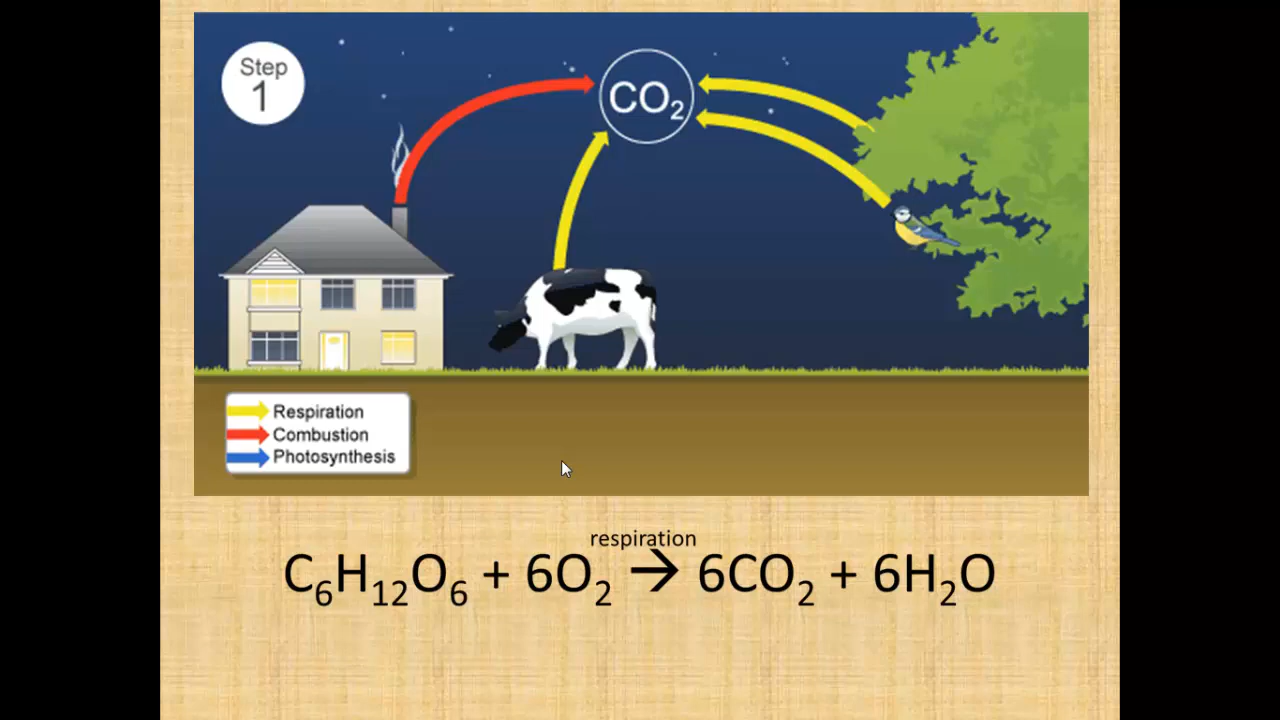 Step
1
CO₂
Respiration
Combustion
Photosynthesis
respiration
C₆H₁₂O₆ + 6O₂ → 6CO₂ + 6H₂O